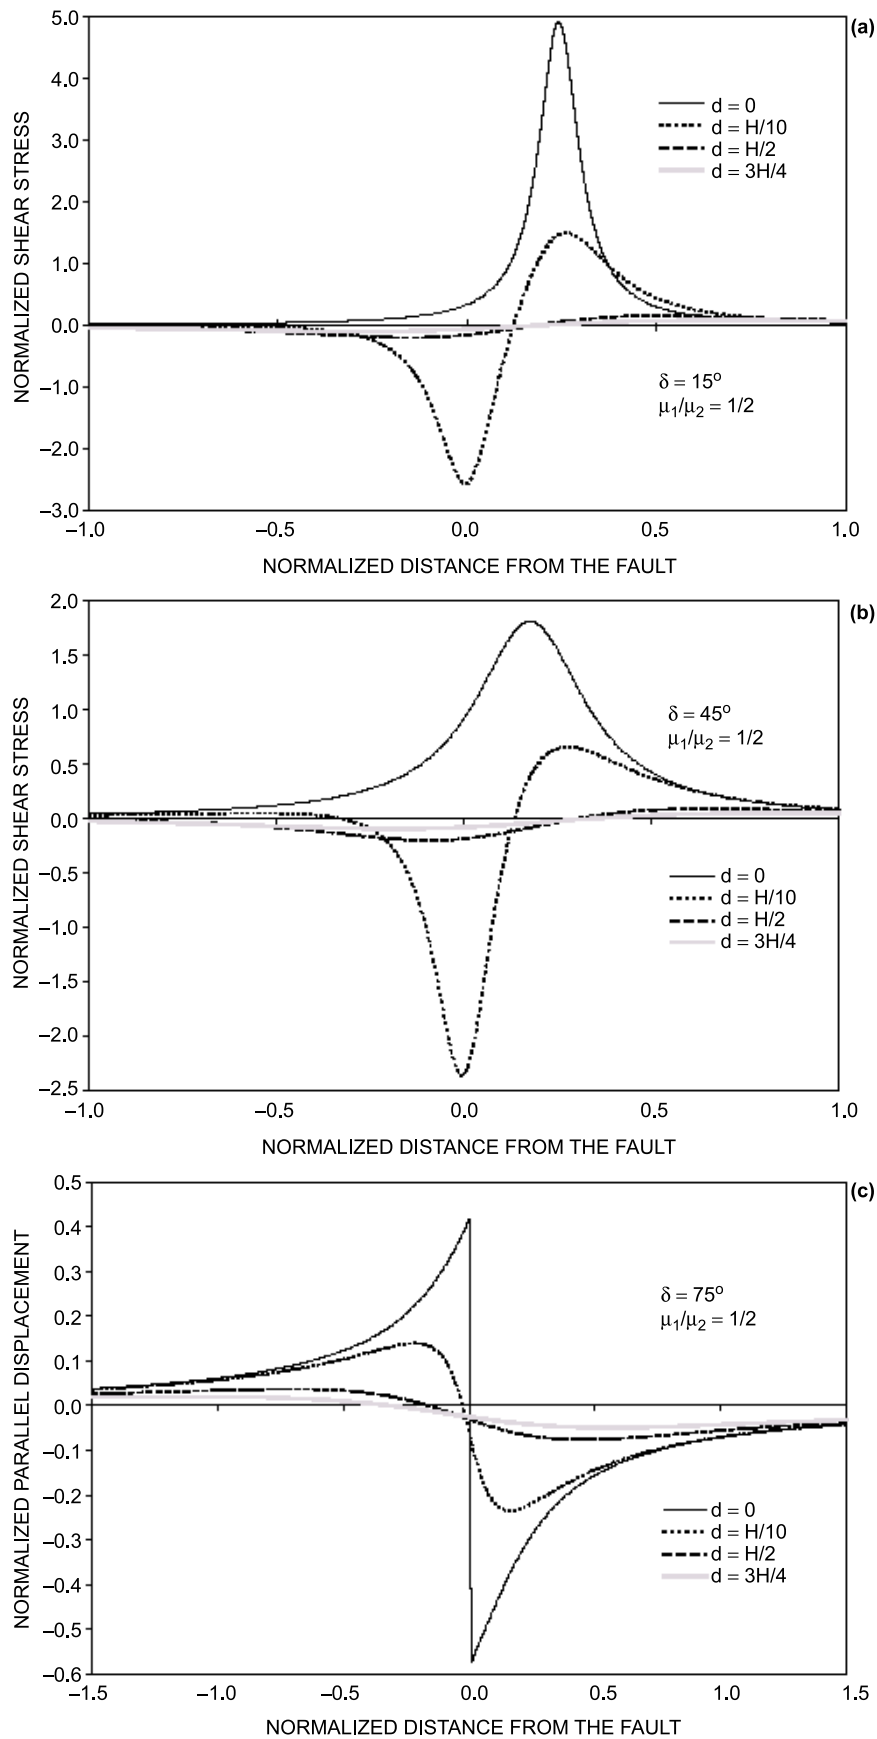 (a)
NORMALIZED SHEAR STRESS
5.0
4.0
3.0
2.0
1.0
0.0
–1.0
–2.0
–3.0
d = 0
d = H/10
d = H/2
d = 3H/4
δ = 15°
μ₁/μ₂ = 1/2
–1.0 –0.5 0.0 0.5 1.0
NORMALIZED DISTANCE FROM THE FAULT
(b)
NORMALIZED SHEAR STRESS
2.0
1.5
1.0
0.5
0.0
–0.5
–1.0
–1.5
–2.0
–2.5
δ = 45°
μ₁/μ₂ = 1/2
d = 0
d = H/10
d = H/2
d = 3H/4
–1.0 –0.5 0.0 0.5 1.0
NORMALIZED DISTANCE FROM THE FAULT
(c)
NORMALIZED PARALLEL DISPLACEMENT
0.5
0.4
0.3
0.2
0.1
0.0
–0.1
–0.2
–0.3
–0.4
–0.5
–0.6
δ = 75°
μ₁/μ₂ = 1/2
d = 0
d = H/10
d = H/2
d = 3H/4
–1.5 –1.0 –0.5 0.0 0.5 1.0 1.5
NORMALIZED DISTANCE FROM THE FAULT